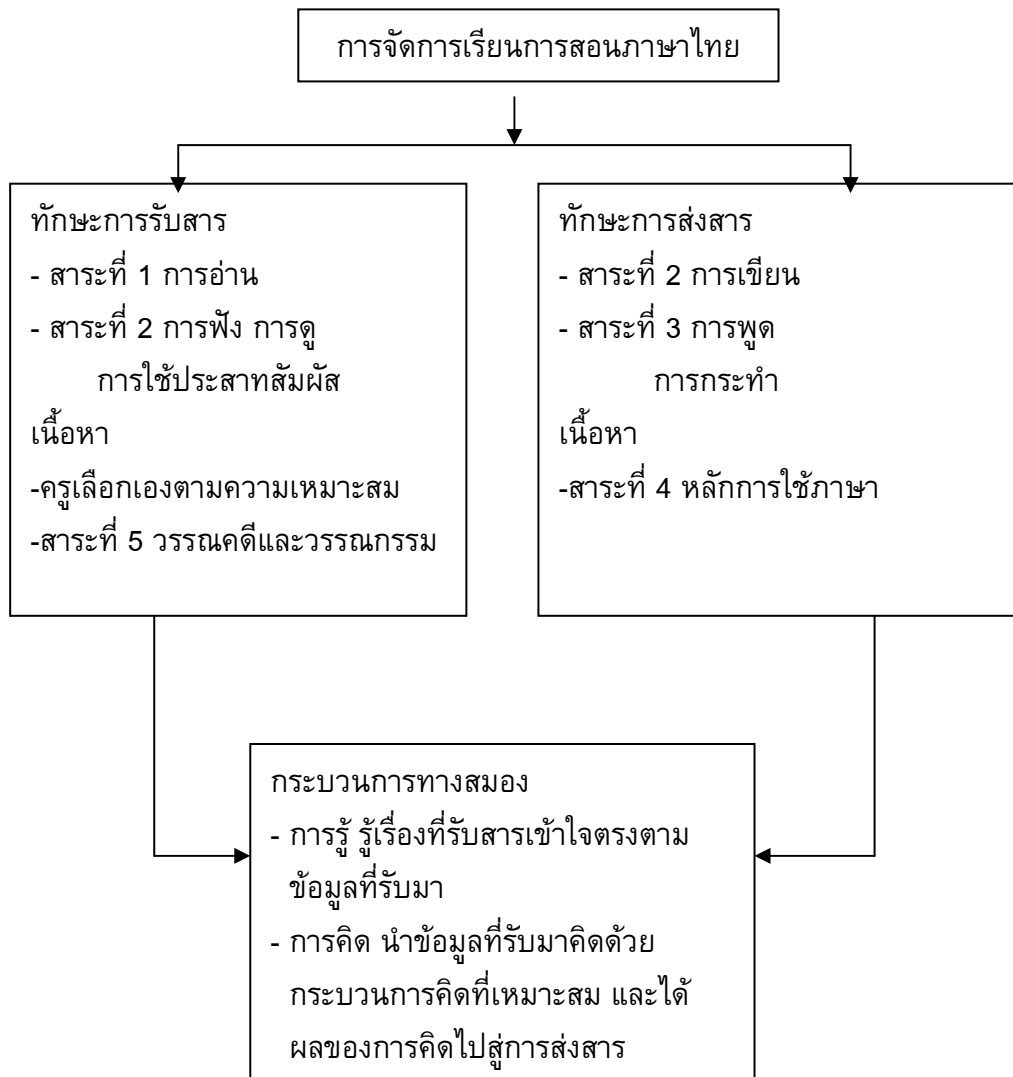 การจัดการเรียนการสอนภาษาไทย
ทักษะการรับสาร
- สาระที่ 1 การอ่าน
- สาระที่ 2 การฟัง การดู
การใช้ประสาทสัมผัส
เนื้อหา
-ครูเลือกเองตามความเหมาะสม
-สาระที่ 5 วรรณคดีและวรรณกรรม
ทักษะการส่งสาร
- สาระที่ 2 การเขียน
- สาระที่ 3 การพูด
การกระทำ
เนื้อหา
-สาระที่ 4 หลักการใช้ภาษา
กระบวนการทางสมอง
- การรู้ รู้เรื่องที่รับสารเข้าใจตรงตาม
ข้อมูลที่รับมา
- การคิด นำข้อมูลที่รับมาคิดด้วย
กระบวนการคิดที่เหมาะสม และได้
ผลของการคิดไปสู่การส่งสาร